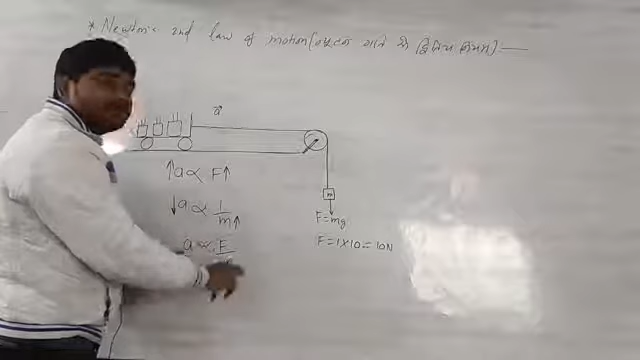 * Newton's 2nd law of motion (न्यूटन गति के द्वितीय नियम) —
a⃗
↑a ∝ F↑
↓a ∝ 1/m↑
a ∝ F/
m
F=mg
F=1×10=10N